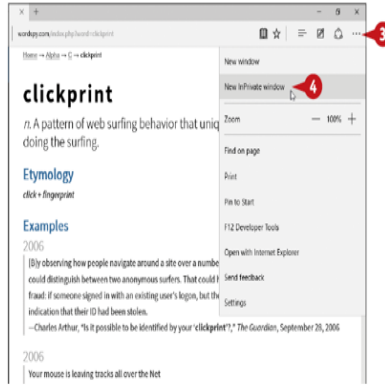 wordspy.com/index.php?word=clickprint
3
Home → Alpha → C → clickprint
New window
New InPrivate window
4
clickprint
Zoom
100%
n. A pattern of web surfing behavior that uniq
doing the surfing.
Find on page
Print
Etymology
click + fingerprint
Pin to Start
F12 Developer Tools
Examples
Open with Internet Explorer
2006
[B]y observing how people navigate around a site over a numbe
could distinguish between two anonymous surfers. That could h
Send feedback
fraud: if someone signed in with an existing user's logon, but the
Settings
indication that their ID had been stolen.
—Charles Arthur, "Is it possible to be identified by your 'clickprint'?," The Guardian, September 28, 2006
2006
Your mouse is leaving tracks all over the Net